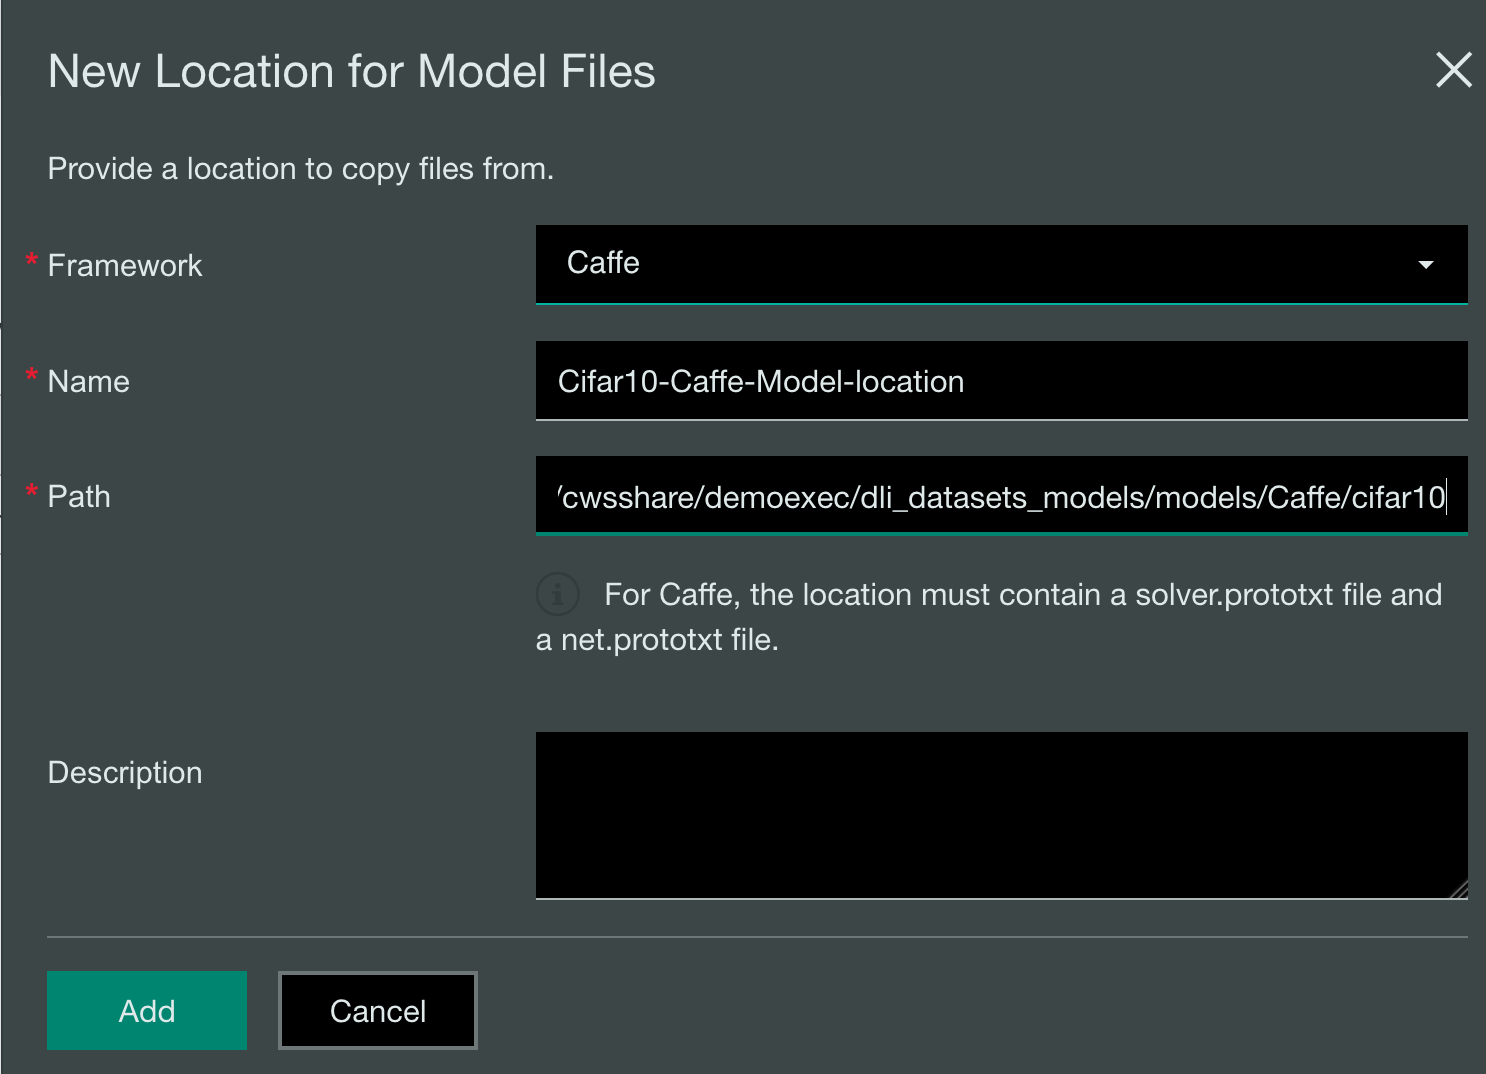 New Location for Model Files
Provide a location to copy files from.
* Framework
Caffe
* Name
Cifar10-Caffe-Model-location
* Path
/cwsshare/demoexec/dli_datasets_models/models/Caffe/cifar10
i For Caffe, the location must contain a solver.prototxt file and
a net.prototxt file.
Description
Add
Cancel